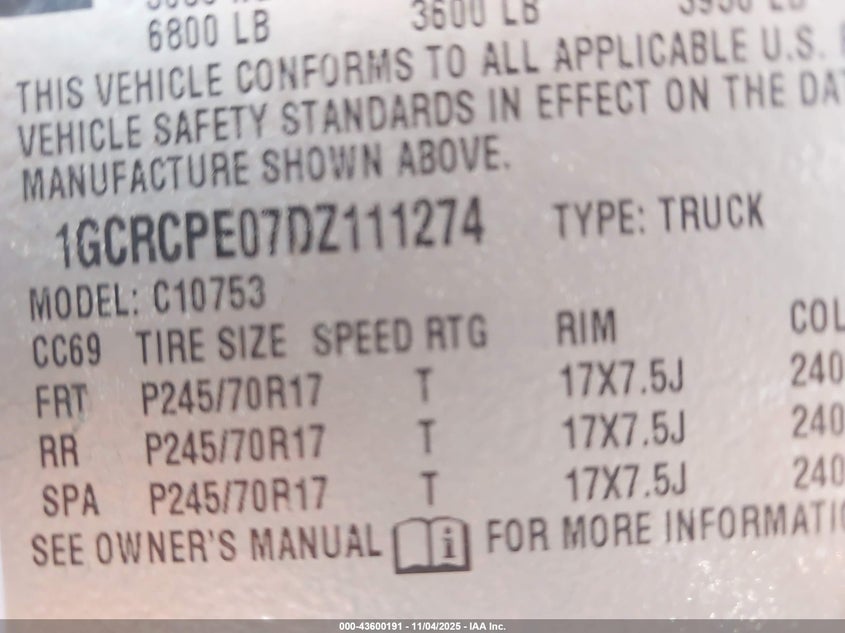 6800 LB 3600 LB LB
THIS VEHICLE CONFORMS TO ALL APPLICABLE U.S.
VEHICLE SAFETY STANDARDS IN EFFECT ON THE DA
MANUFACTURE SHOWN ABOVE.
1GCRCPE07DZ111274 TYPE: TRUCK
MODEL: C10753
CC69 TIRE SIZE SPEED RTG RIM COL
FRT P245/70R17 T 17X7.5J 240
RR P245/70R17 T 17X7.5J 240
SPA P245/70R17 T 17X7.5J 240
SEE OWNER'S MANUAL i FOR MORE INFORMATIO
000-43600191 - 11/04/2025 - IAA Inc.